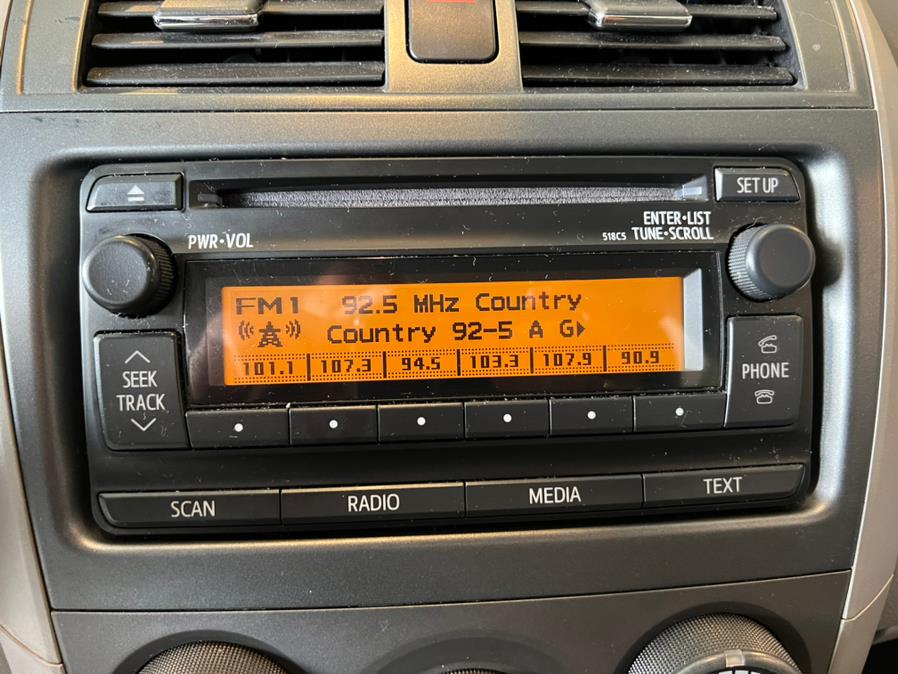 SET UP
PWR•VOL
ENTER•LIST
518C5 TUNE•SCROLL
FM1 92.5 MHz Country
Country 92-5 A G
101.1 107.3 94.5 103.3 107.9 90.9
SEEK
TRACK
PHONE
SCAN RADIO MEDIA TEXT